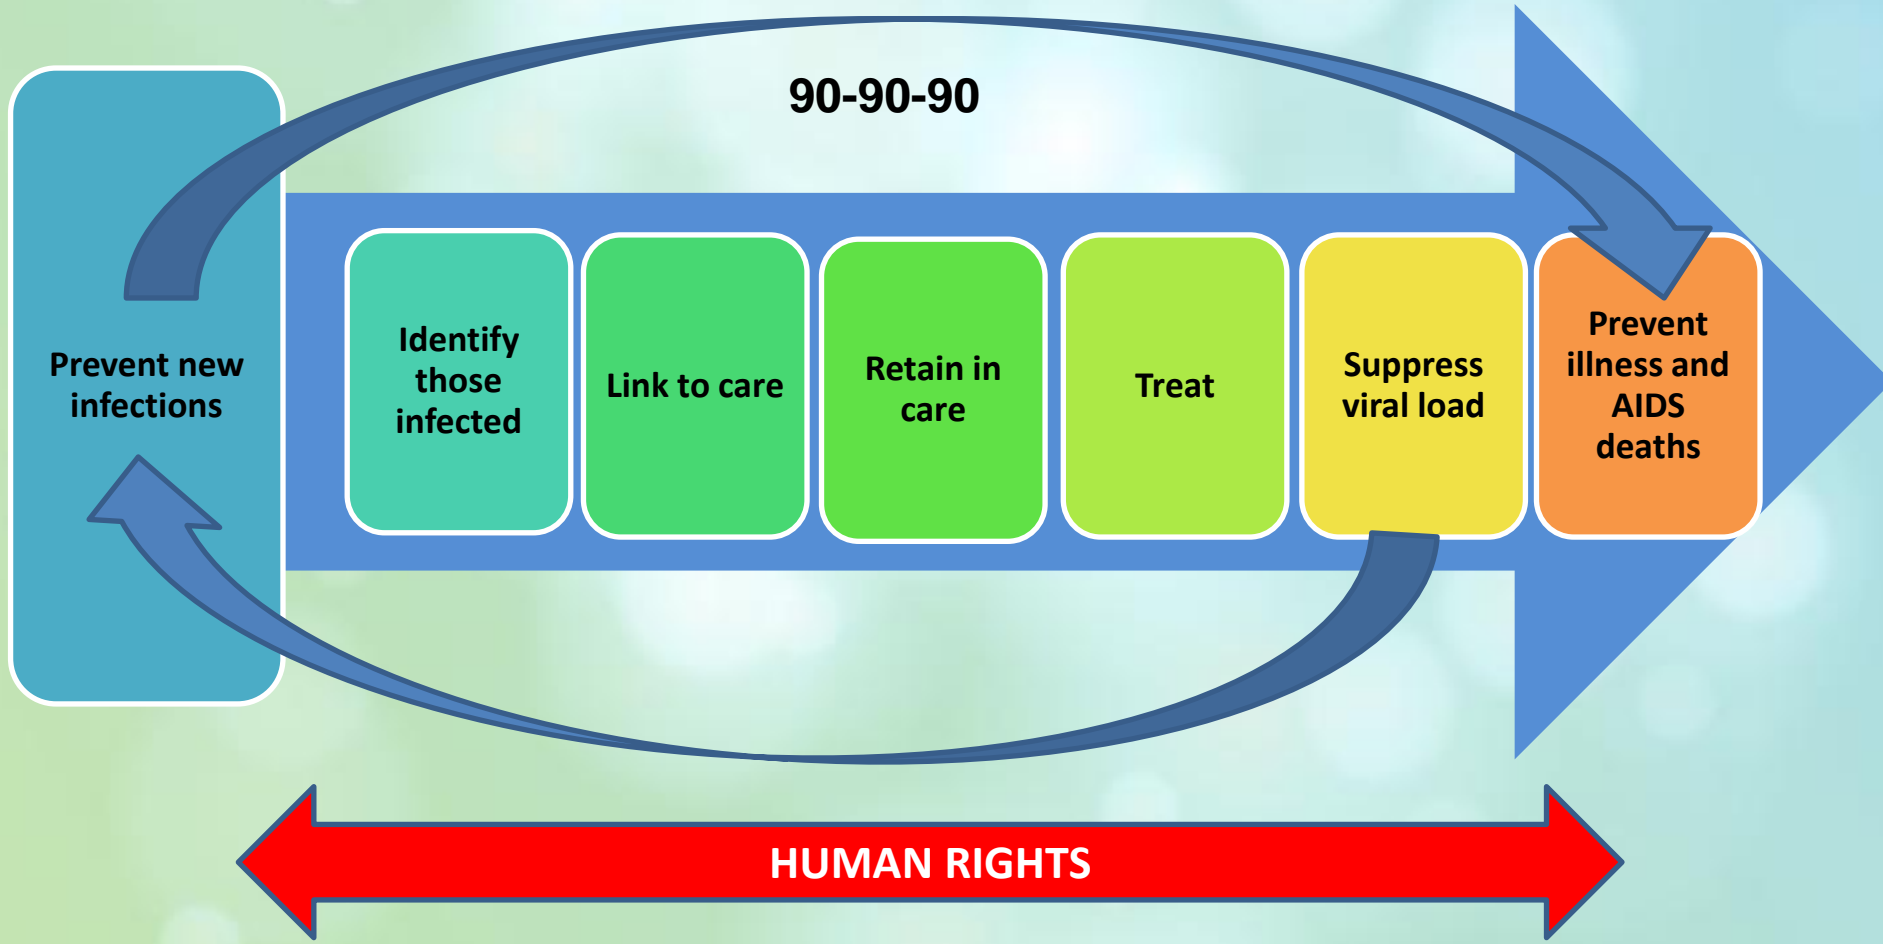 90-90-90
Prevent new
infections
Identify
those
infected
Link to care
Retain in
care
Treat
Suppress
viral load
Prevent
illness and
AIDS
deaths
HUMAN RIGHTS